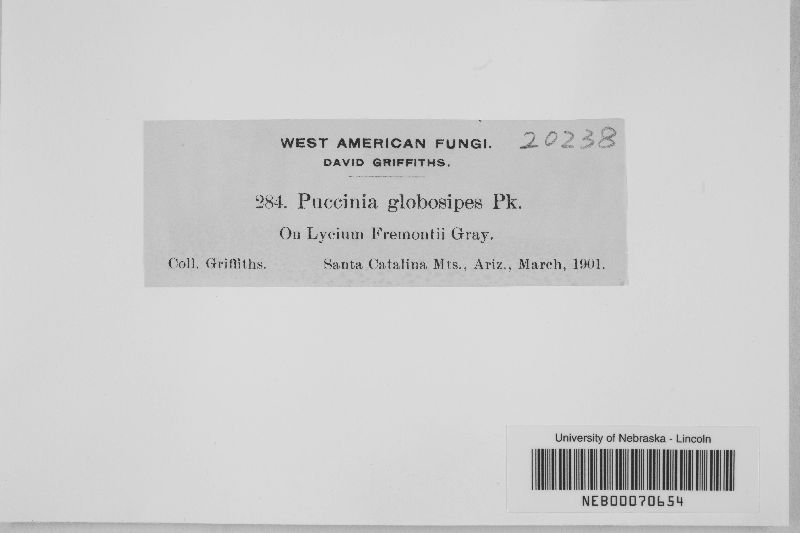 WEST AMERICAN FUNGI. 20238
DAVID GRIFFITHS.
284. Puccinia globosipes Pk.
On Lycium Fremontii Gray.
Coll. Griffiths. Santa Catalina Mts., Ariz., March, 1901.
University of Nebraska - Lincoln
NEB00070654